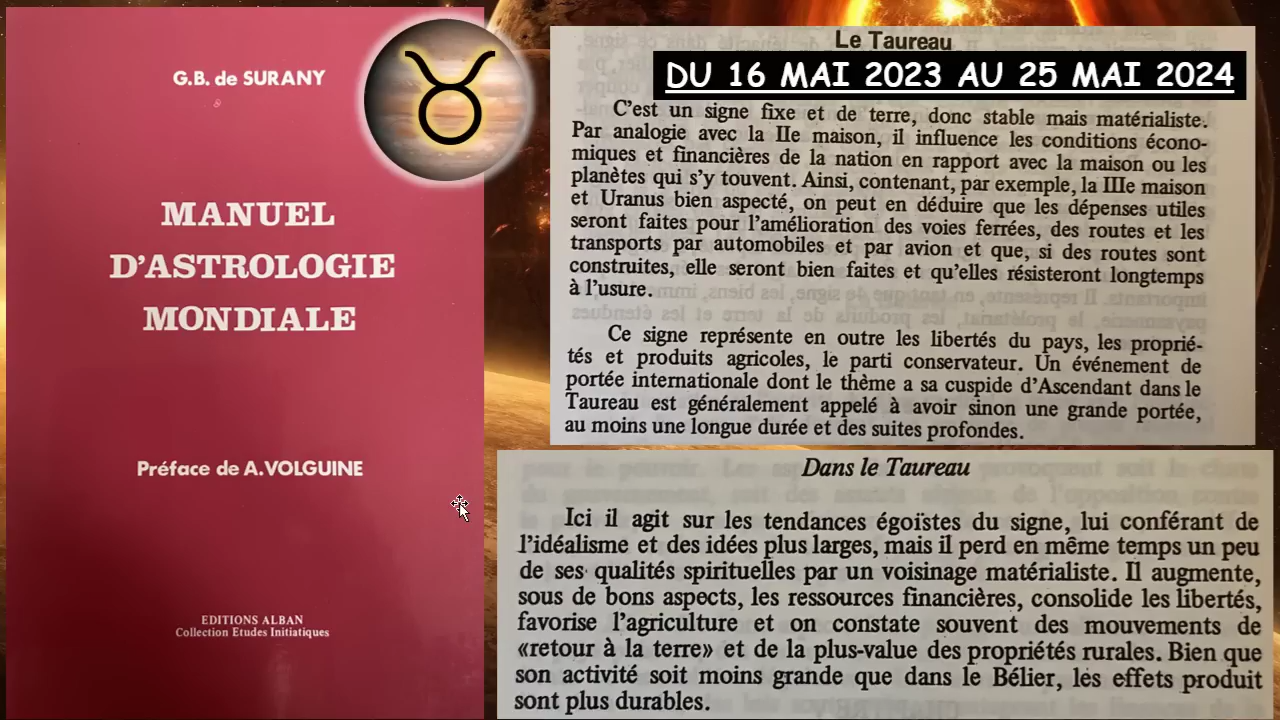 G.B. de SURANY
MANUEL
D'ASTROLOGIE
MONDIALE
Préface de A.VOLGUINE
EDITIONS ALBAN
Collection Etudes Initiatiques
Le Taureau
DU 16 MAI 2023 AU 25 MAI 2024
C'est un signe fixe et de terre, donc stable mais matérialiste.
Par analogie avec la IIe maison, il influence les conditions écono-
miques et financières de la nation en rapport avec la maison ou les
planètes qui s'y touvent. Ainsi, contenant, par exemple, la IIIe maison
et Uranus bien aspecté, on peut en déduire que les dépenses utiles
seront faites pour l'amélioration des voies ferrées, des routes et les
transports par automobiles et par avion et que, si des routes sont
construites, elle seront bien faites et qu'elles résisteront longtemps
à l'usure.
Ce signe représente en outre les libertés du pays, les proprié-
tés et produits agricoles, le parti conservateur. Un événement de
portée internationale dont le thème a sa cuspide d'Ascendant dans le
Taureau est généralement appelé à avoir sinon une grande portée,
au moins une longue durée et des suites profondes.
Dans le Taureau
Ici il agit sur les tendances égoïstes du signe, lui conférant de
l'idéalisme et des idées plus larges, mais il perd en même temps un peu
de ses qualités spirituelles par un voisinage matérialiste. Il augmente,
sous de bons aspects, les ressources financières, consolide les libertés,
favorise l'agriculture et on constate souvent des mouvements de
«retour à la terre» et de la plus-value des propriétés rurales. Bien que
son activité soit moins grande que dans le Bélier, les effets produit
sont plus durables.